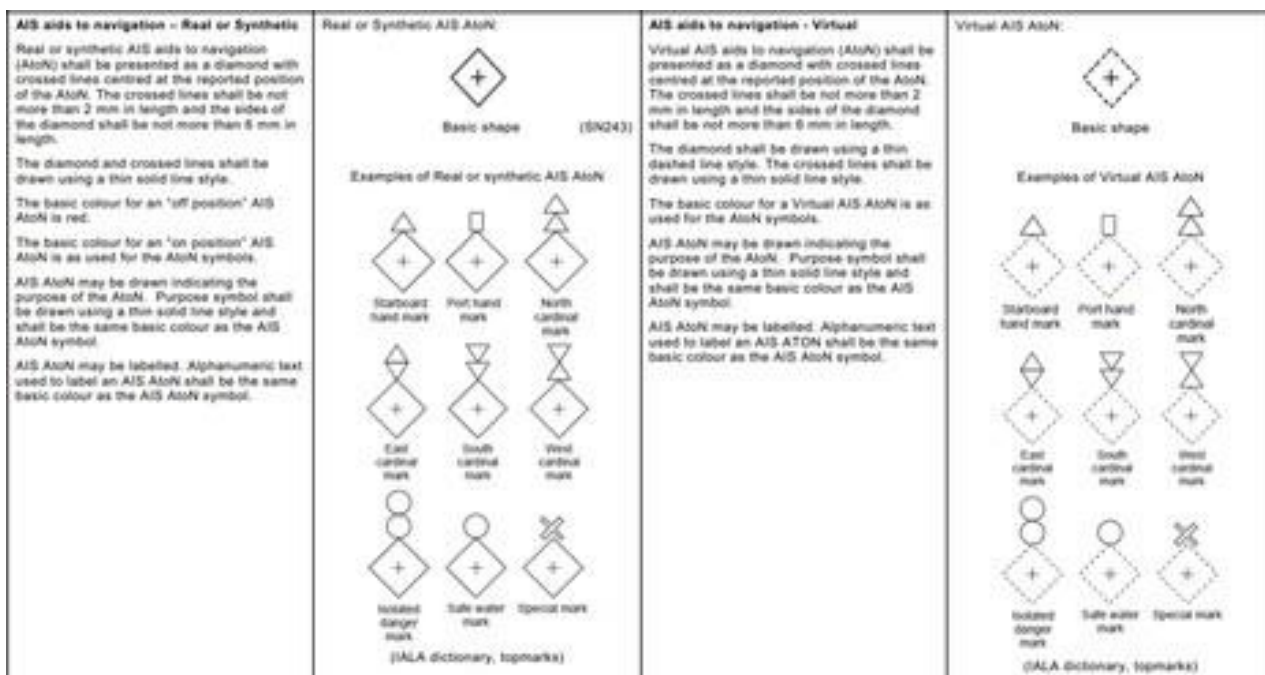 AIS aids to navigation – Real or Synthetic
Real or synthetic AIS aids to navigation
(AtoN) shall be presented as a diamond with
crossed lines centred at the reported position
of the AtoN. The crossed lines shall be not
more than 2 mm in length and the sides of
the diamond shall be not more than 6 mm in
length.
The diamond and crossed lines shall be
drawn using a thin solid line style.
The basic colour for an "off position" AIS
AtoN is red.
The basic colour for an "on position" AIS
AtoN is as used for the AtoN symbols.
AIS AtoN may be drawn indicating the
purpose of the AtoN. Purpose symbol shall
be drawn using a thin solid line style and
shall be the same basic colour as the AIS
AtoN symbol.
AIS AtoN may be labelled. Alphanumeric text
used to label an AIS AtoN shall be the same
basic colour as the AIS AtoN symbol.
Real or Synthetic AIS AtoN:
Basic shape (SN243)
Examples of Real or synthetic AIS AtoN
Starboard hand mark
Port hand mark
North cardinal mark
East cardinal mark
South cardinal mark
West cardinal mark
Isolated danger mark
Safe water mark
Special mark
(IALA dictionary, topmarks)
AIS aids to navigation - Virtual
Virtual AIS aids to navigation (AtoN) shall be
presented as a diamond with crossed lines
centred at the reported position of the AtoN.
The crossed lines shall be not more than 2
mm in length and the sides of the diamond
shall be not more than 6 mm in length.
The diamond shall be drawn using a thin
dashed line style. The crossed lines shall be
drawn using a thin solid line style.
The basic colour for a Virtual AIS AtoN is as
used for the AtoN symbols.
AIS AtoN may be drawn indicating the
purpose of the AtoN. Purpose symbol shall
be drawn using a thin solid line style and
shall be the same basic colour as the AIS
AtoN symbol.
AIS AtoN may be labelled. Alphanumeric text
used to label an AIS ATON shall be the same
basic colour as the AIS AtoN symbol.
Virtual AIS AtoN:
Basic shape
Examples of Virtual AIS AtoN
Starboard hand mark
Port hand mark
North cardinal mark
East cardinal mark
South cardinal mark
West cardinal mark
Isolated danger mark
Safe water mark
Special mark
(IALA dictionary, topmarks)